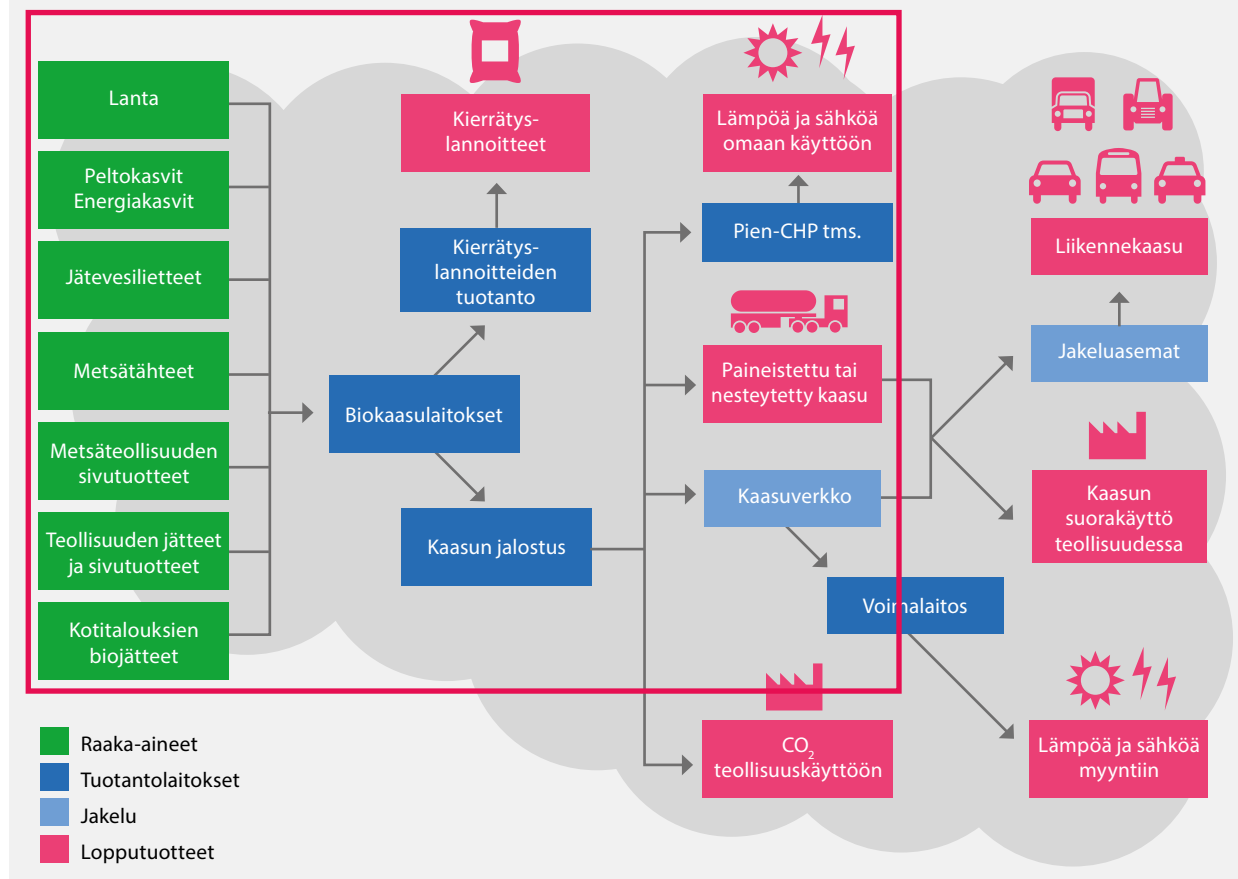 Lanta
Peltokasvit
Energiakasvit
Jätevesilietteet
Metsätähteet
Metsäteollisuuden
sivutuotteet
Teollisuuden jätteet
ja sivutuotteet
Kotitalouksien
biojätteet
Biokaasulaitokset
Kierrätys-
lannoitteet
Kierrätys-
lannoitteiden
tuotanto
Kaasun jalostus
Lämpöä ja sähköä
omaan käyttöön
Pien-CHP tms.
Paineistettu tai
nesteytetty kaasu
Kaasuverkko
Voimalaitos
CO₂
teollisuuskäyttöön
Liikennekaasu
Jakeluasemat
Kaasun
suorakäyttö
teollisuudessa
Lämpöä ja sähköä
myyntiin
Raaka-aineet
Tuotantolaitokset
Jakelu
Lopputuotteet